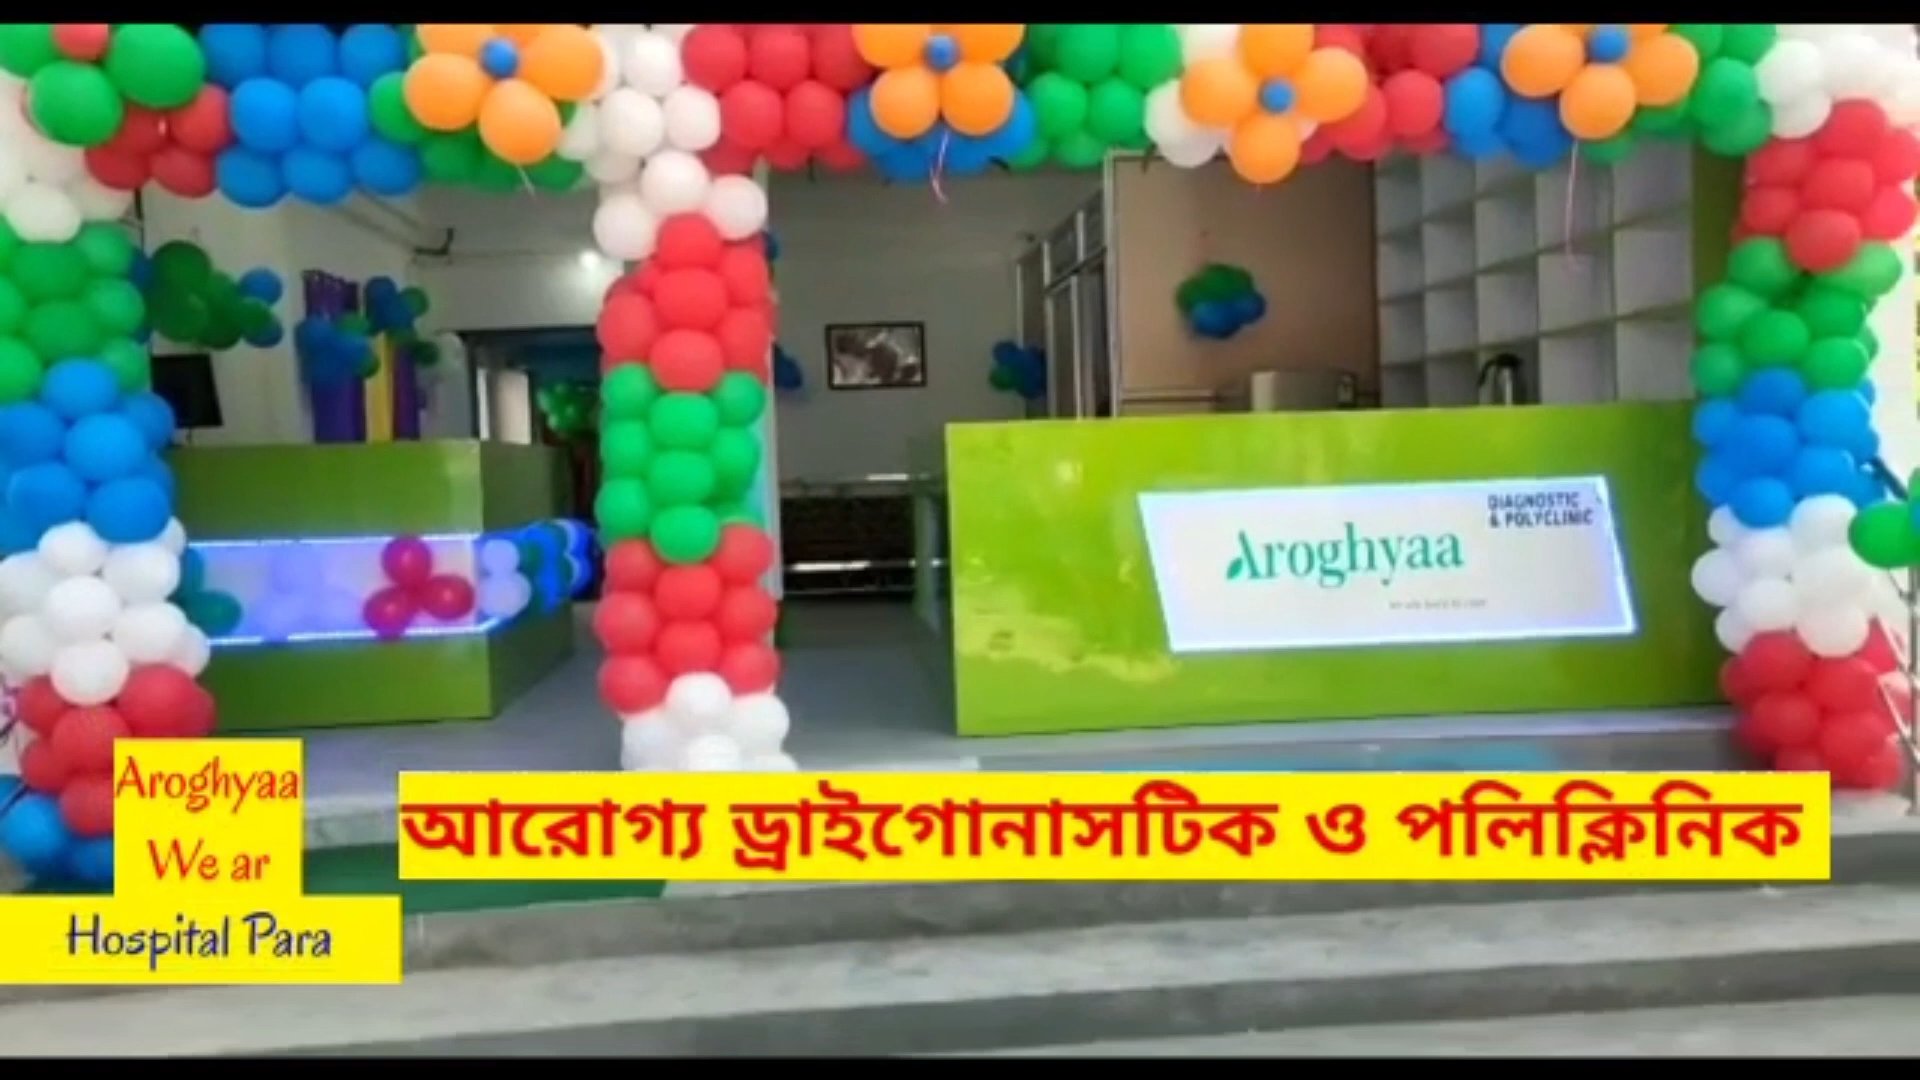 DIAGNOSTIC
& POLYCLINIC
Aroghyaa
Aroghyaa
We ar
Hospital Para
আরোগ্য ড্রাইগোনাসটিক ও পলিক্লিনিক